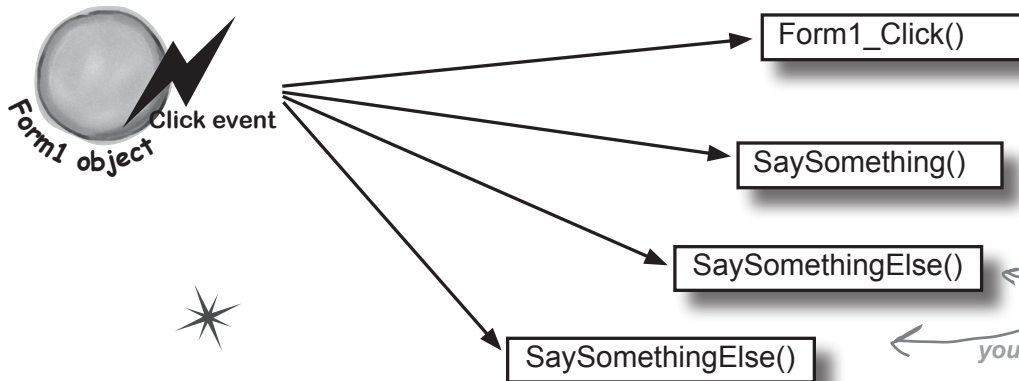 Form1_Click()
Click event
Form1 object
SaySomething()
SaySomethingElse()
SaySomethingElse()
you